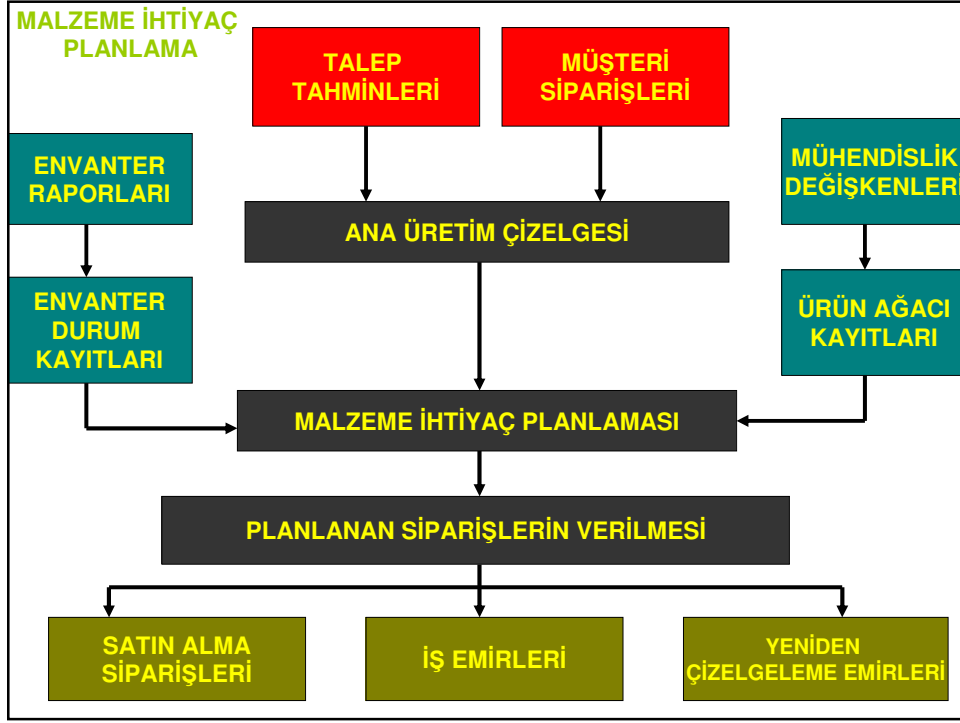 MALZEME İHTİYAÇ
PLANLAMA
TALEP
TAHMİNLERİ
MÜŞTERİ
SİPARİŞLERİ
ENVANTER
RAPORLARI
MÜHENDİSLİK
DEĞİŞKENLERİ
ANA ÜRETİM ÇİZELGESİ
ENVANTER
DURUM
KAYITLARI
ÜRÜN AĞACI
KAYITLARI
MALZEME İHTİYAÇ PLANLAMASI
PLANLANAN SİPARİŞLERİN VERİLMESİ
SATIN ALMA
SİPARİŞLERİ
İŞ EMİRLERİ
YENİDEN
ÇİZELGELEME EMİRLERİ